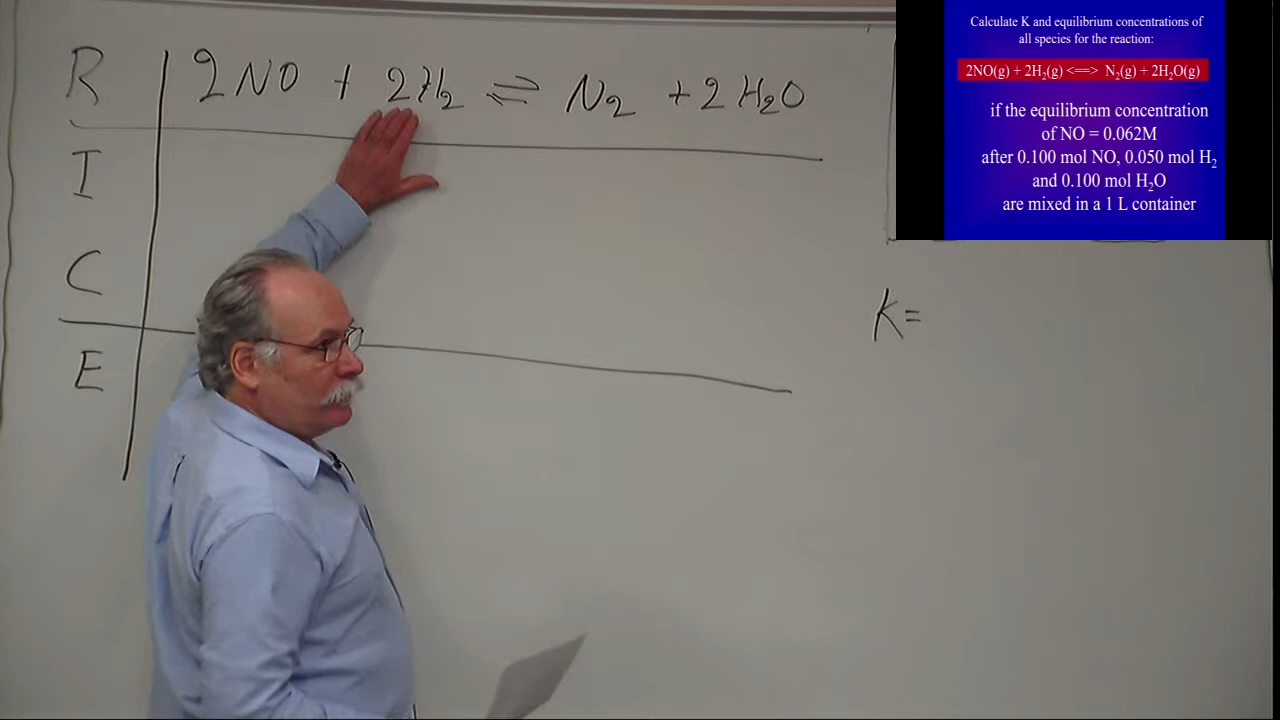 R 2NO + 2H₂ ⇌ N₂ + 2H₂O
I
C
E
K=
Calculate K and equilibrium concentrations of
all species for the reaction:
2NO(g) + 2H₂(g) <==> N₂(g) + 2H₂O(g)
if the equilibrium concentration
of NO = 0.062M
after 0.100 mol NO, 0.050 mol H₂
and 0.100 mol H₂O
are mixed in a 1 L container